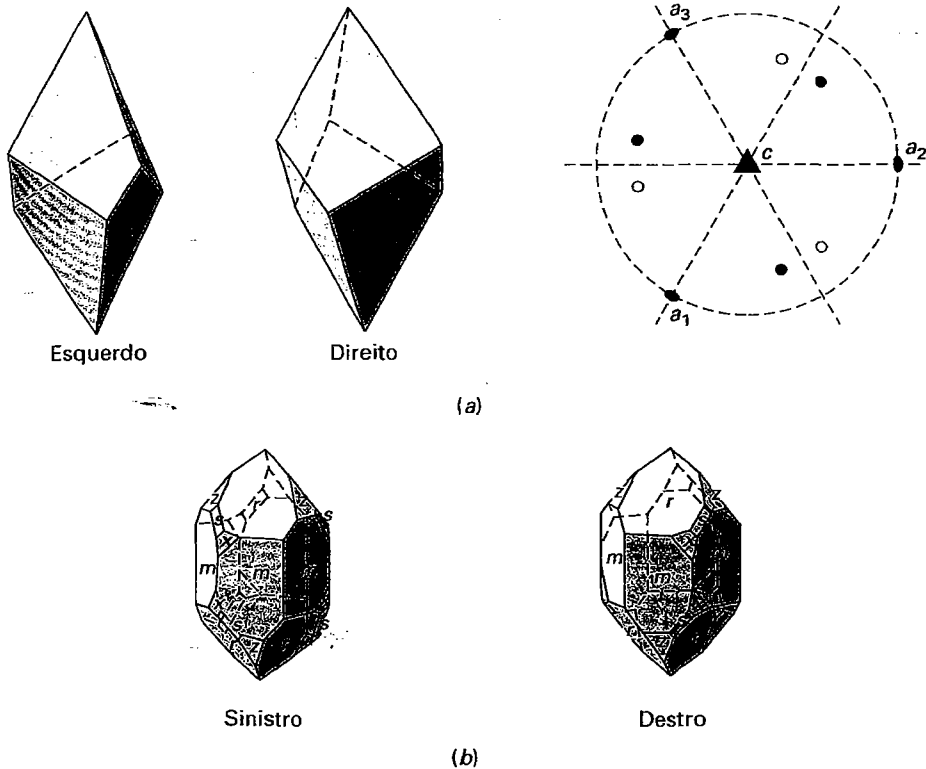 a3
c
a2
a1
Esquerdo
Direito
(a)
z
r
s
s
m
m
s
z
z
r
m
m
z
Sinistro
Destro
(b)